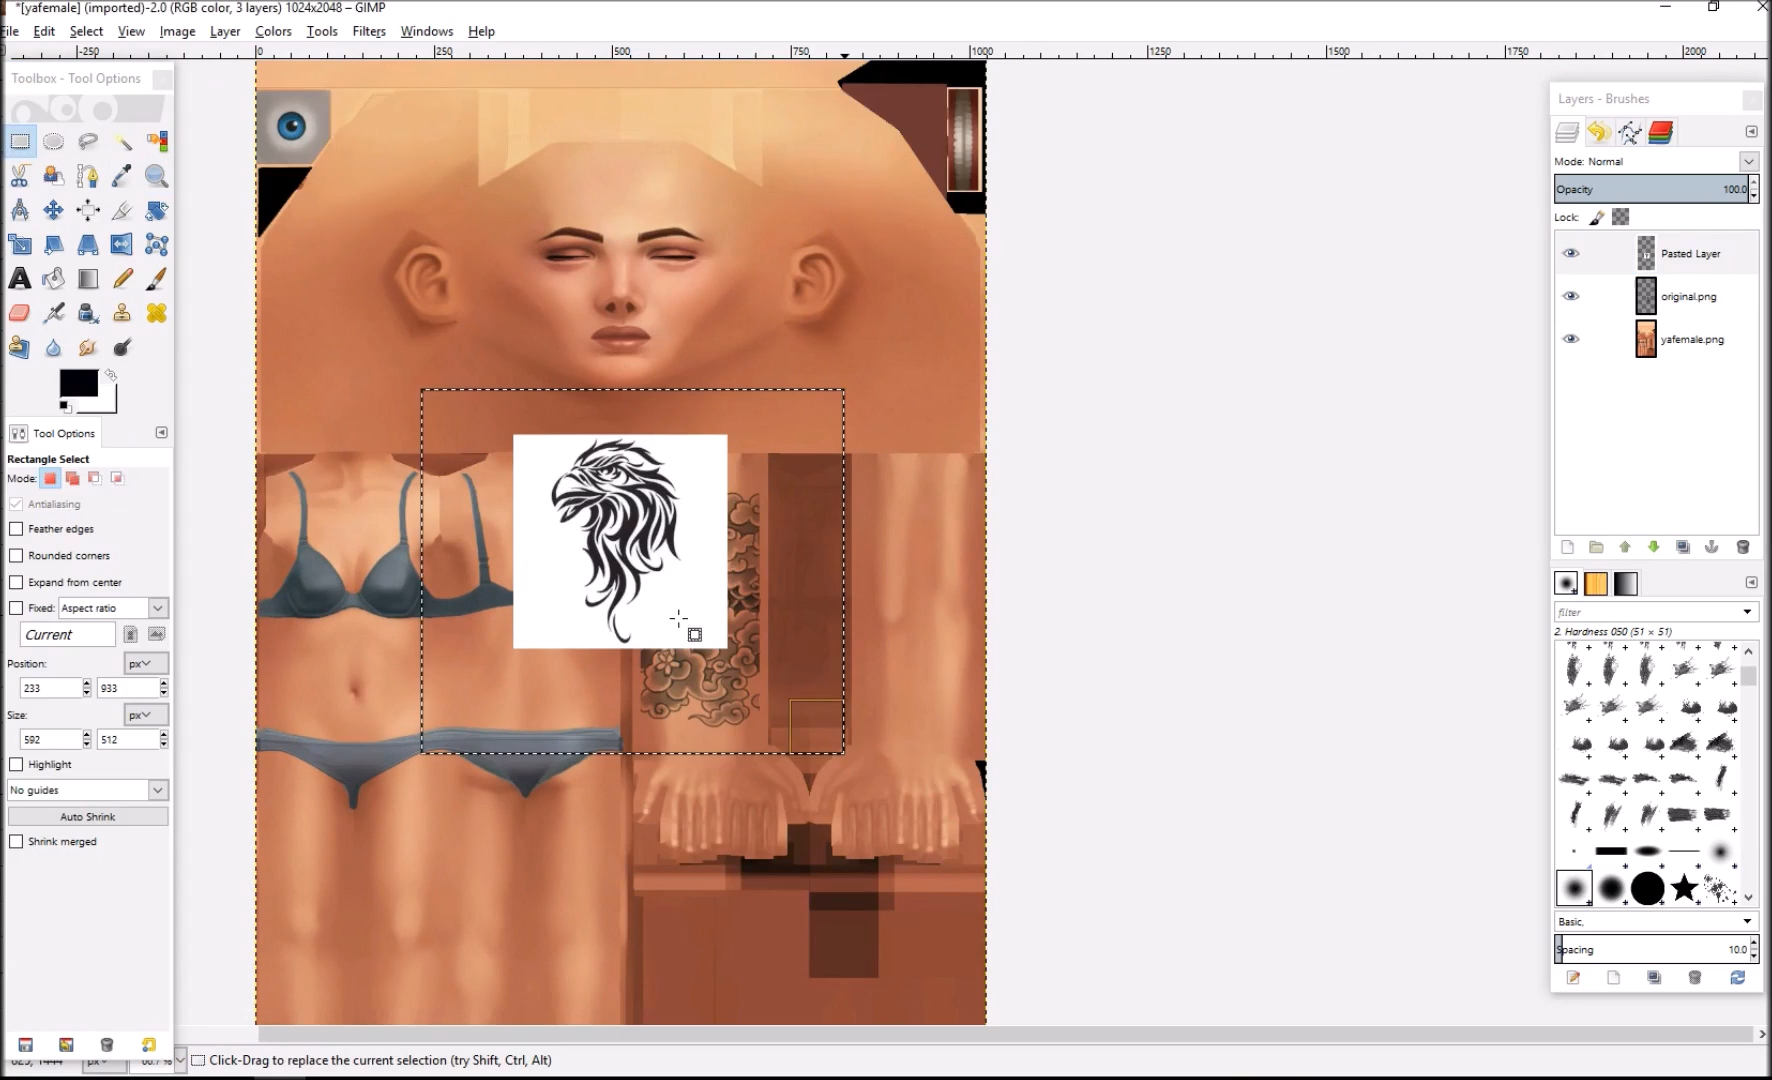 *[yafemale] (imported)-2.0 (RGB color, 3 layers) 1024x2048 – GIMP
File Edit Select View Image Layer Colors Tools Filters Windows Help
-250 0 250 500 750 1000 1250 1500 1750 2000
Toolbox - Tool Options
Tool Options
Rectangle Select
Mode:
Antialiasing
Feather edges
Rounded corners
Expand from center
Fixed: Aspect ratio
Current
Position: px
233 933
Size: px
592 512
Highlight
No guides
Auto Shrink
Shrink merged
Click-Drag to replace the current selection (try Shift, Ctrl, Alt)
Layers - Brushes
Mode: Normal
Opacity 100.0
Lock:
Pasted Layer
original.png
yafemale.png
filter
2. Hardness 050 (51 × 51)
Basic,
Spacing 10.0